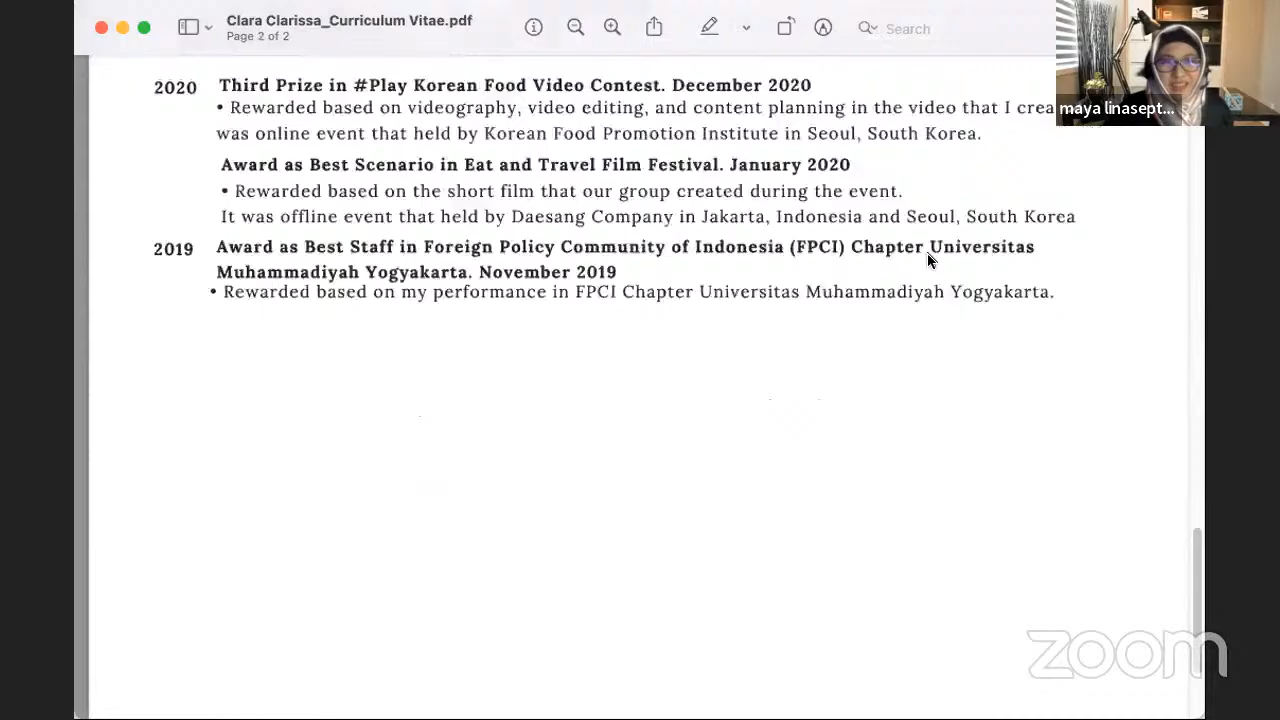 Clara Clarissa_Curriculum Vitae.pdf
Page 2 of 2
Search
maya linasept...
2020 Third Prize in #Play Korean Food Video Contest. December 2020
• Rewarded based on videography, video editing, and content planning in the video that I crea
was online event that held by Korean Food Promotion Institute in Seoul, South Korea.
Award as Best Scenario in Eat and Travel Film Festival. January 2020
• Rewarded based on the short film that our group created during the event.
It was offline event that held by Daesang Company in Jakarta, Indonesia and Seoul, South Korea
2019 Award as Best Staff in Foreign Policy Community of Indonesia (FPCI) Chapter Universitas
Muhammadiyah Yogyakarta. November 2019
• Rewarded based on my performance in FPCI Chapter Universitas Muhammadiyah Yogyakarta.
zoom